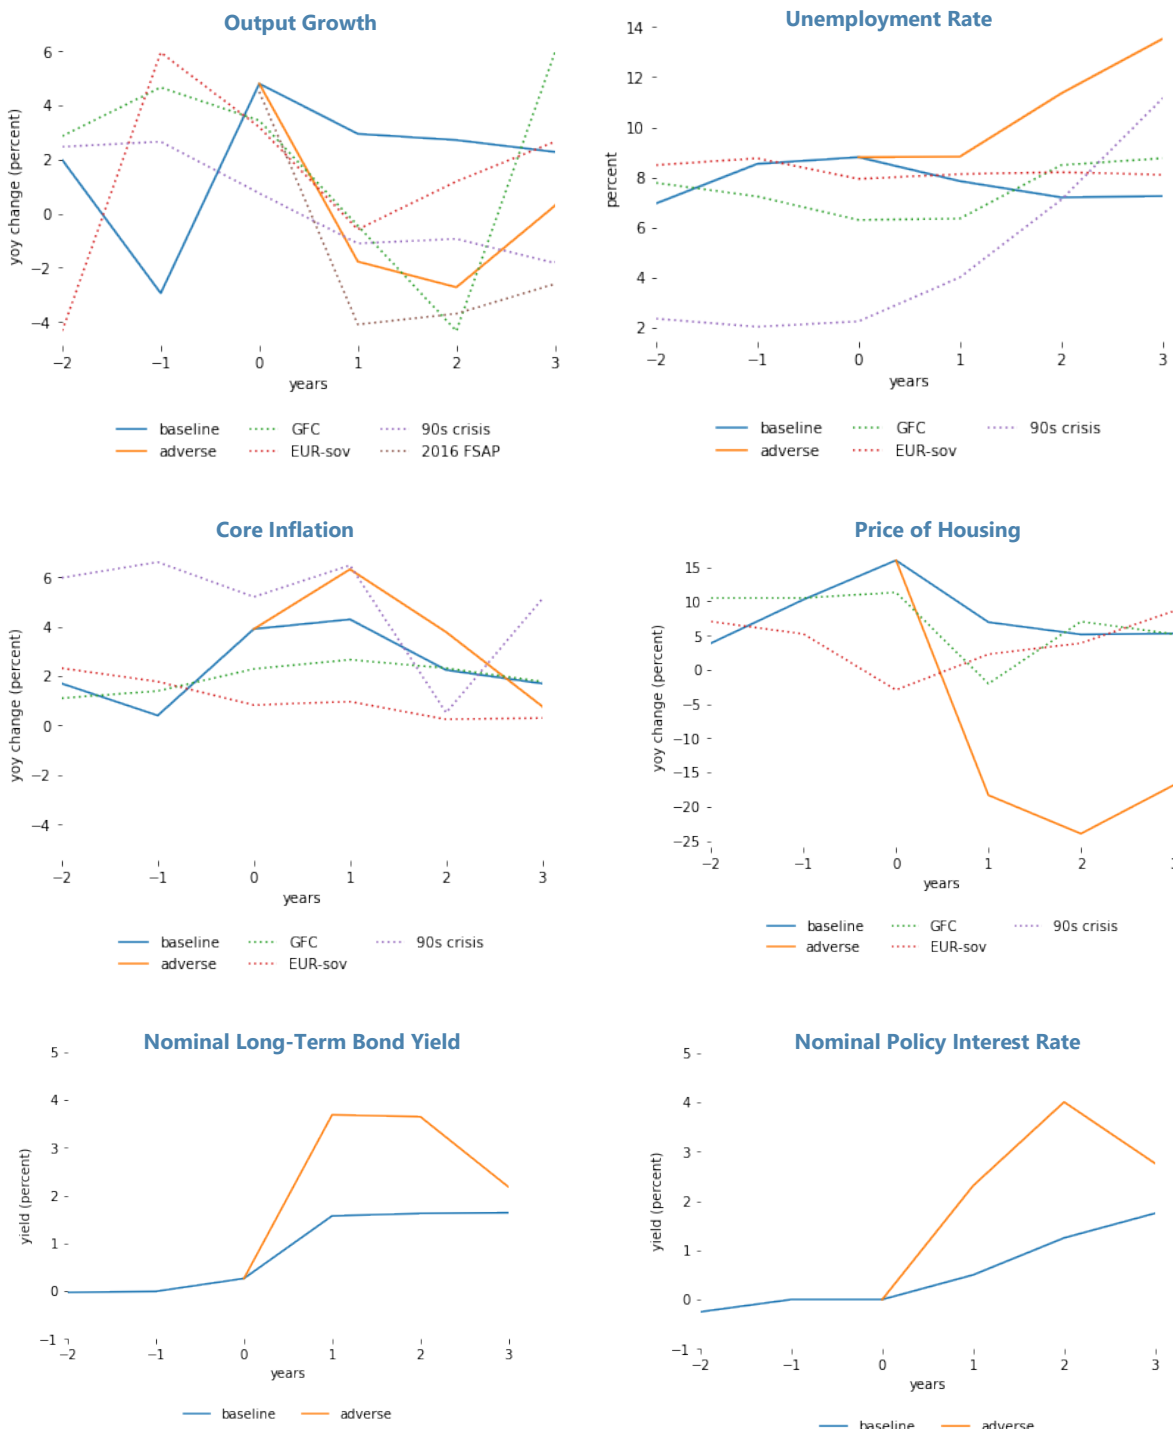 Output Growth
6
4
2
0
−2
−4
yoy change (percent)
−2 −1 0 1 2 3
years
baseline GFC 90s crisis
adverse EUR-sov 2016 FSAP
Unemployment Rate
14
12
10
8
6
4
2
percent
−2 −1 0 1 2 3
years
baseline GFC 90s crisis
adverse EUR-sov
Core Inflation
6
4
2
0
−2
−4
yoy change (percent)
−2 −1 0 1 2 3
years
baseline GFC 90s crisis
adverse EUR-sov
Price of Housing
15
10
5
0
−5
−10
−15
−20
−25
yoy change (percent)
−2 −1 0 1 2
years
baseline GFC 90s crisis
adverse EUR-sov
Nominal Long-Term Bond Yield
5
4
3
2
1
0
−1
yield (percent)
−2 −1 0 1 2 3
years
baseline adverse
Nominal Policy Interest Rate
5
4
3
2
1
0
−1
yield (percent)
−2 −1 0 1 2 3
years
baseline adverse